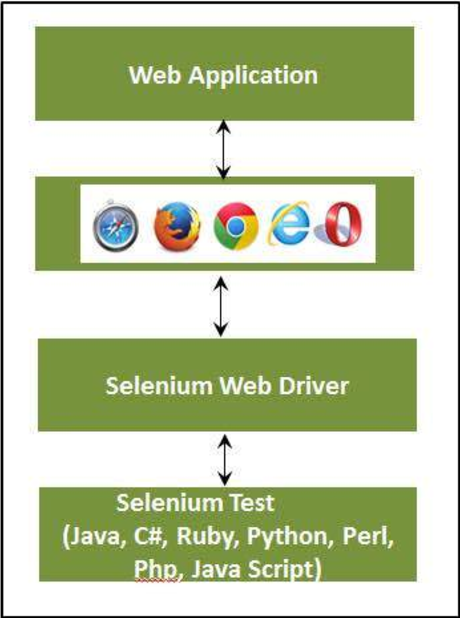 Web Application
Selenium Web Driver
Selenium Test
(Java, C#, Ruby, Python, Perl,
Php, Java Script)